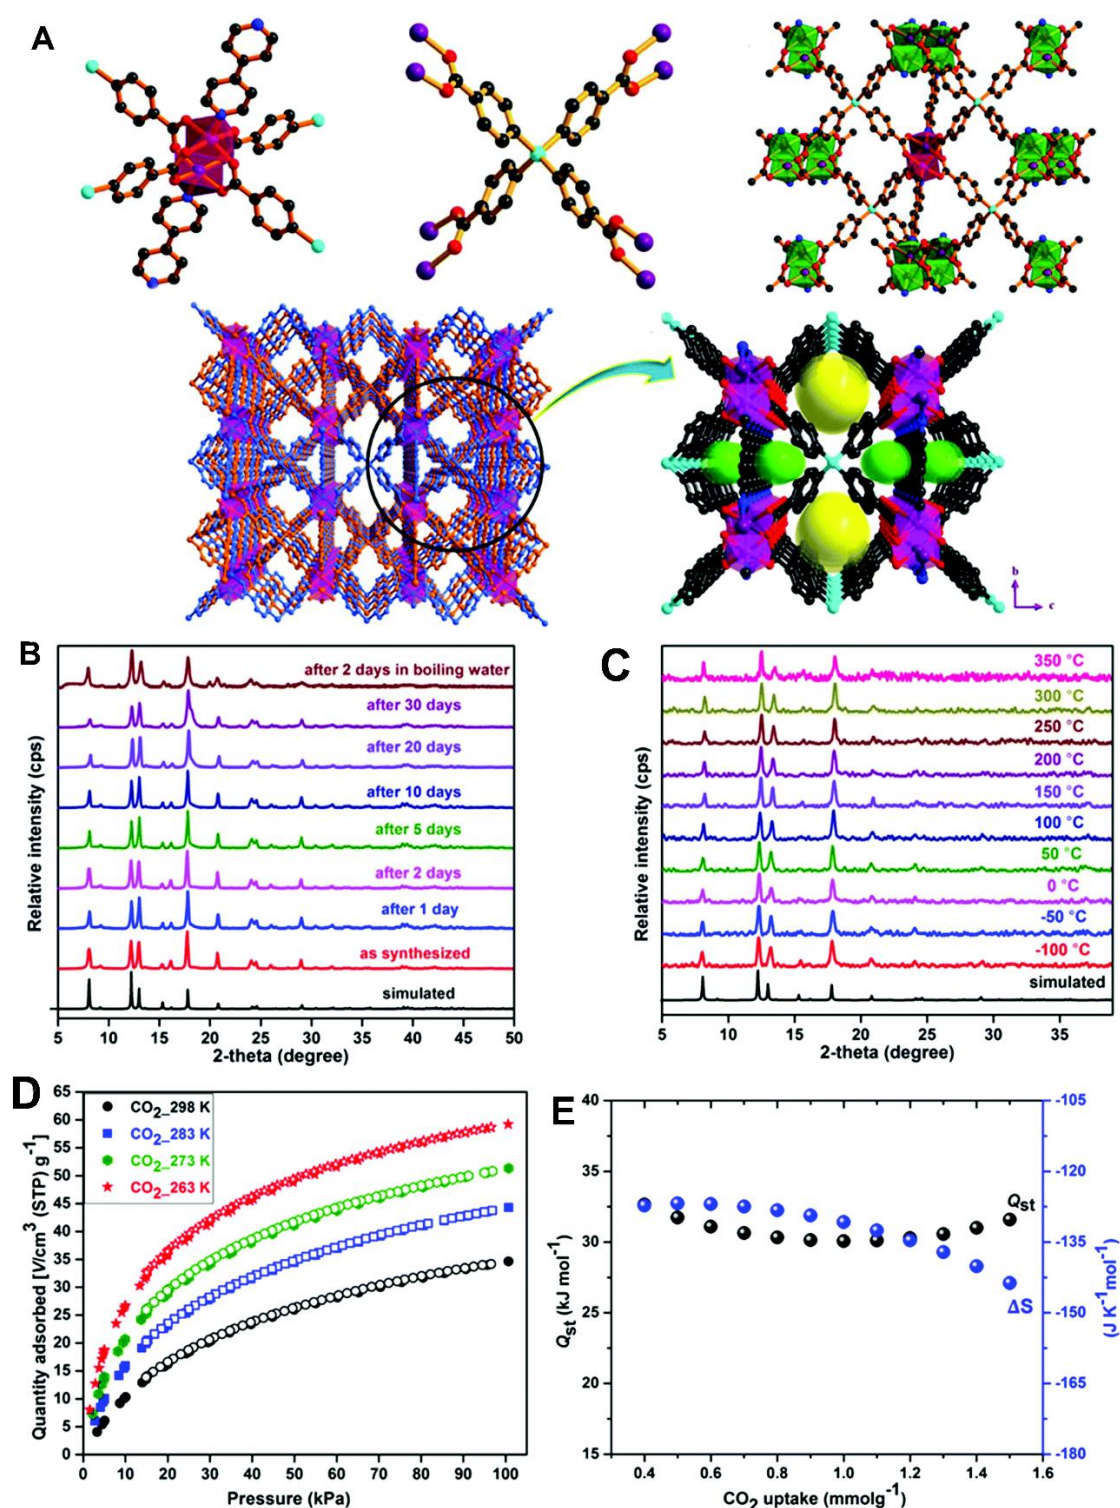 A
b
c
B
Relative intensity (cps)
after 2 days in boiling water
after 30 days
after 20 days
after 10 days
after 5 days
after 2 days
after 1 day
as synthesized
simulated
5 10 15 20 25 30 35 40 45 50
2-theta (degree)
C
Relative intensity (cps)
350 °C
300 °C
250 °C
200 °C
150 °C
100 °C
50 °C
0 °C
-50 °C
-100 °C
simulated
5 10 15 20 25 30 35
2-theta (degree)
D
Quantity adsorbed [V/cm³ (STP) g⁻¹]
65
60
55
50
45
40
35
30
25
20
15
10
5
0
CO₂_298 K
CO₂_283 K
CO₂_273 K
CO₂_263 K
0 10 20 30 40 50 60 70 80 90 100
Pressure (kPa)
E
Qst (kJ mol⁻¹)
40
35
30
25
20
15
Qst
ΔS
-105
-120
-135
-150
-165
-180
(J K⁻¹mol⁻¹)
0.4 0.6 0.8 1.0 1.2 1.4 1.6
CO₂ uptake (mmolg⁻¹)